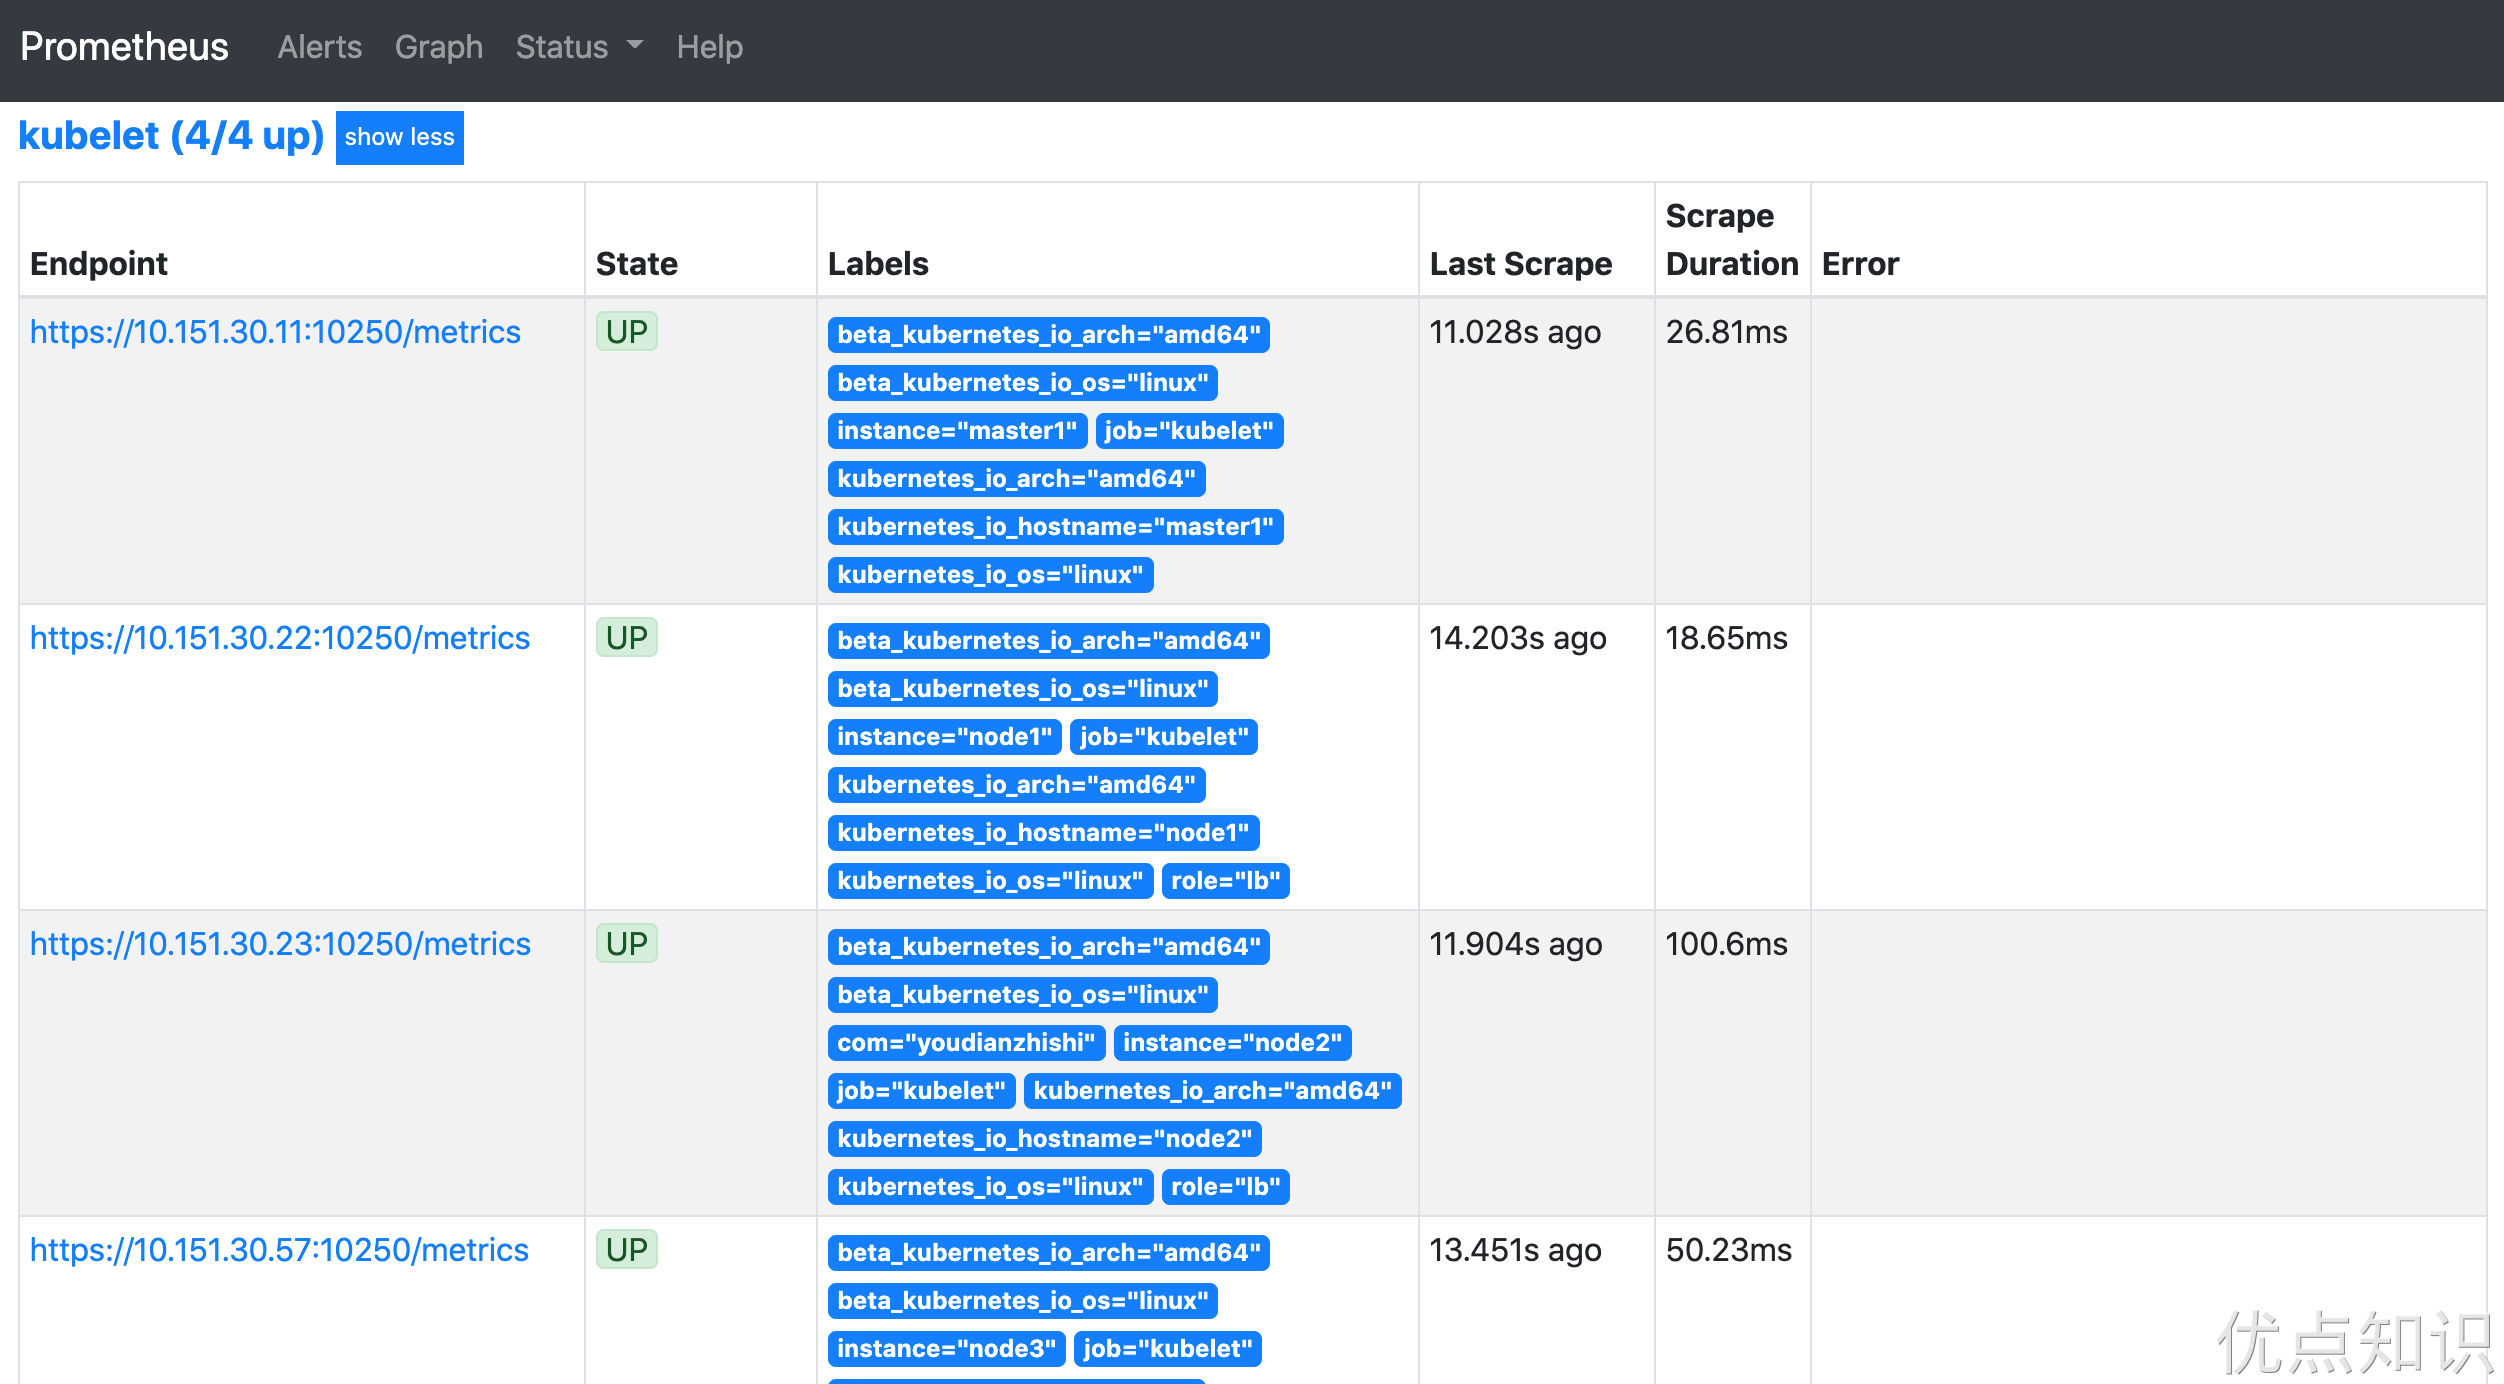 Prometheus Alerts Graph Status Help
kubelet (4/4 up) show less
Endpoint State Labels Last Scrape Scrape Duration Error
https://10.151.30.11:10250/metrics UP beta_kubernetes_io_arch="amd64" 11.028s ago 26.81ms
beta_kubernetes_io_os="linux"
instance="master1" job="kubelet"
kubernetes_io_arch="amd64"
kubernetes_io_hostname="master1"
kubernetes_io_os="linux"
https://10.151.30.22:10250/metrics UP beta_kubernetes_io_arch="amd64" 14.203s ago 18.65ms
beta_kubernetes_io_os="linux"
instance="node1" job="kubelet"
kubernetes_io_arch="amd64"
kubernetes_io_hostname="node1"
kubernetes_io_os="linux" role="lb"
https://10.151.30.23:10250/metrics UP beta_kubernetes_io_arch="amd64" 11.904s ago 100.6ms
beta_kubernetes_io_os="linux"
com="youdianzhishi" instance="node2"
job="kubelet" kubernetes_io_arch="amd64"
kubernetes_io_hostname="node2"
kubernetes_io_os="linux" role="lb"
https://10.151.30.57:10250/metrics UP beta_kubernetes_io_arch="amd64" 13.451s ago 50.23ms
beta_kubernetes_io_os="linux"
instance="node3" job="kubelet"
优点知识